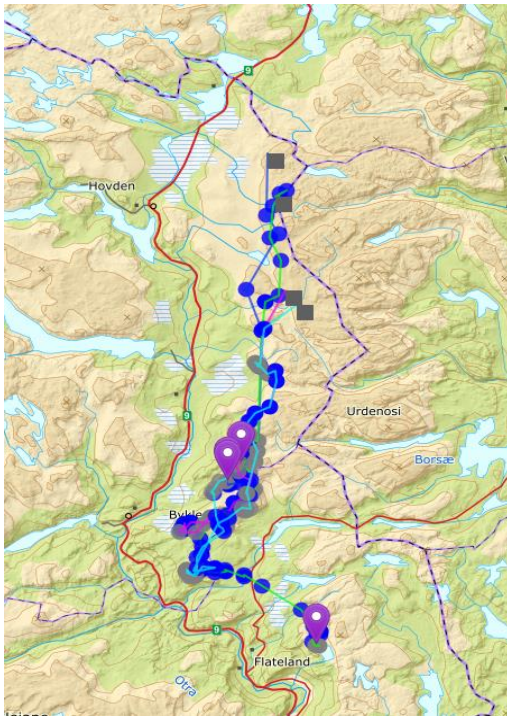 9
Hovden
Urdenosi
9
Borsæ
Bykle
9
Flateland
Otra